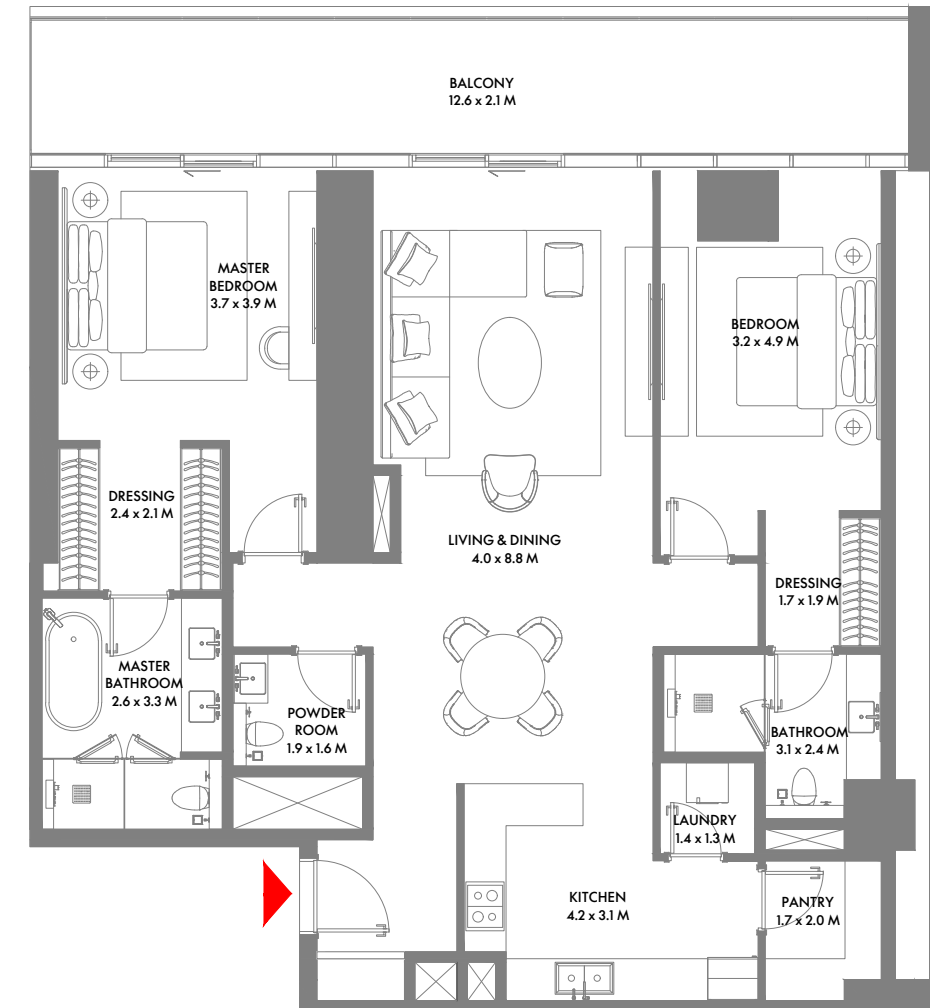 BALCONY
12.6 x 2.1 M
MASTER
BEDROOM
3.7 x 3.9 M
BEDROOM
3.2 x 4.9 M
DRESSING
2.4 x 2.1 M
LIVING & DINING
4.0 x 8.8 M
DRESSING
1.7 x 1.9 M
MASTER
BATHROOM
2.6 x 3.3 M
POWDER
ROOM
1.9 x 1.6 M
BATHROOM
3.1 x 2.4 M
LAUNDRY
1.4 x 1.3 M
KITCHEN
4.2 x 3.1 M
PANTRY
1.7 x 2.0 M